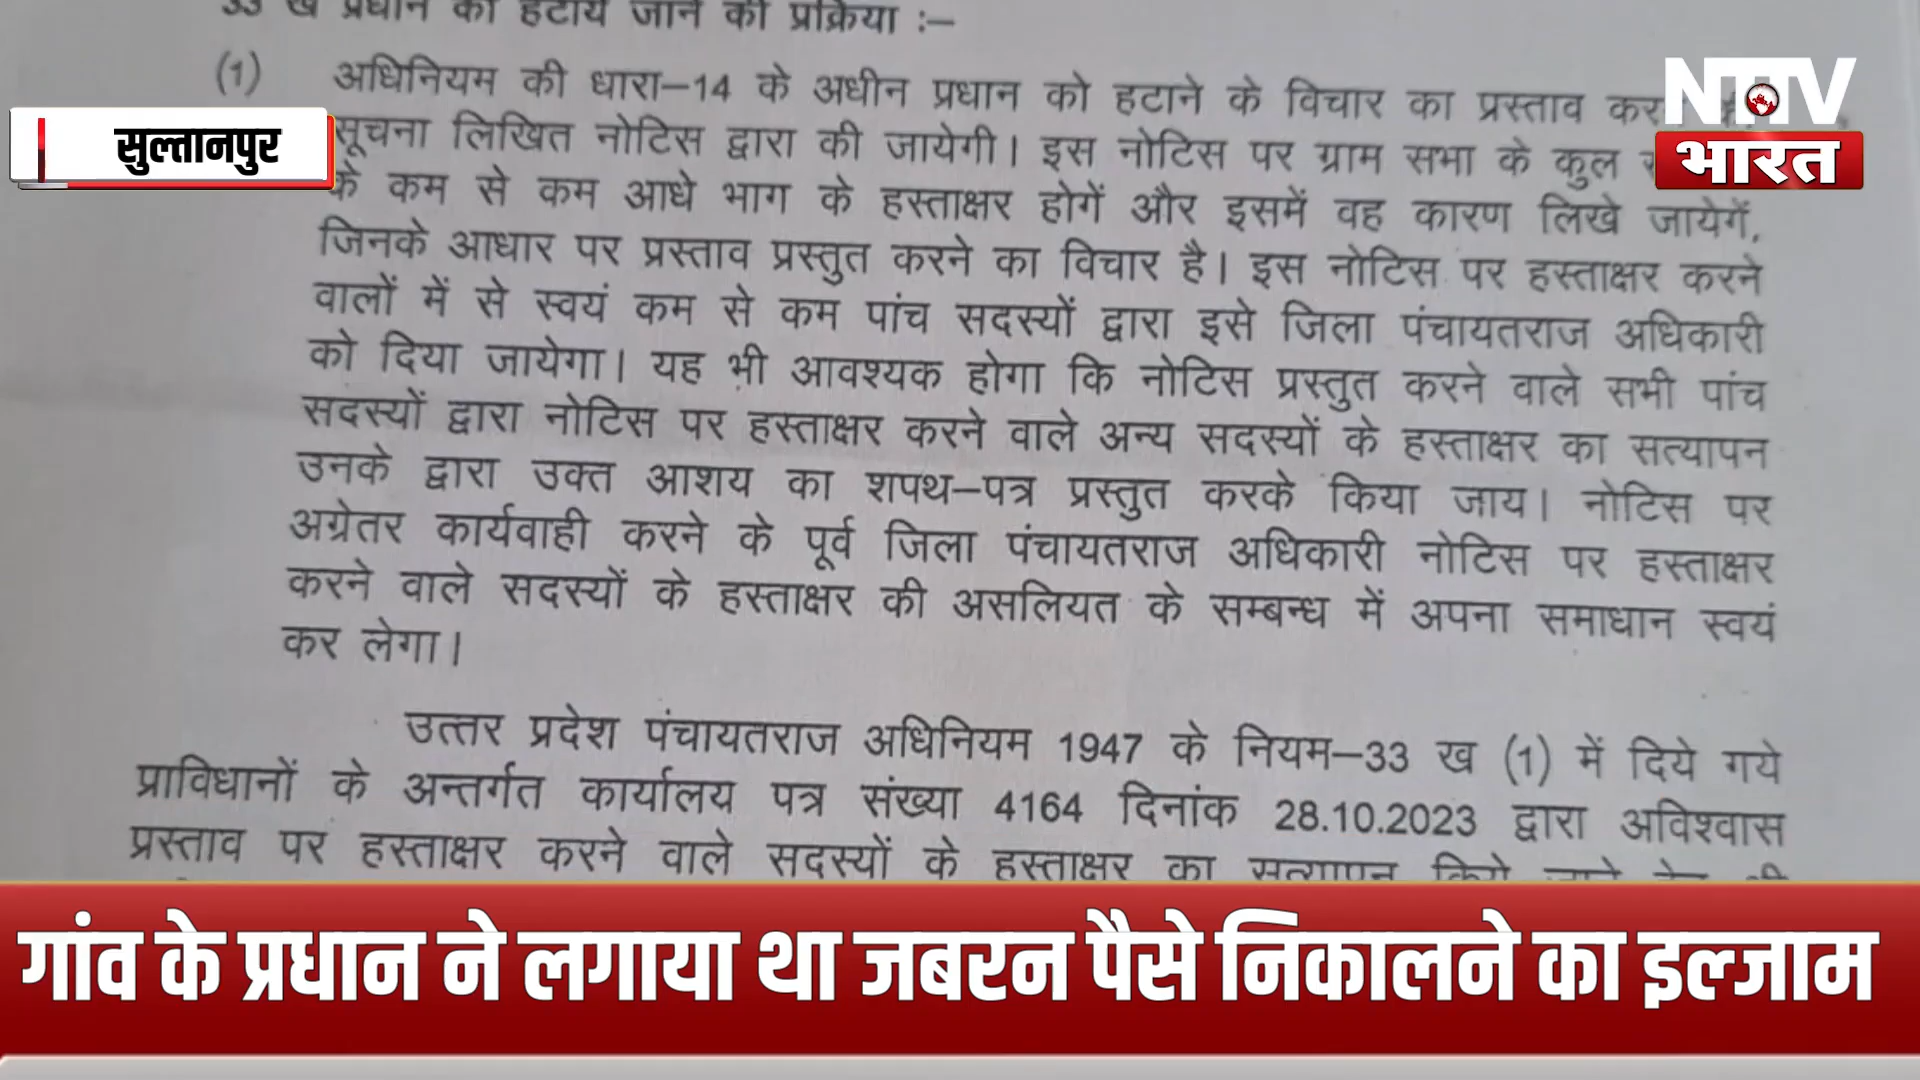 33 ख प्रधान को हटाये जाने की प्रक्रिया :–
(1) अधिनियम की धारा–14 के अधीन प्रधान को हटाने के विचार का प्रस्ताव
सूचना लिखित नोटिस द्वारा की जायेगी। इस नोटिस पर ग्राम सभा के कुल
के कम से कम आधे भाग के हस्ताक्षर होगें और इसमें वह कारण लिखे जायेगें,
जिनके आधार पर प्रस्ताव प्रस्तुत करने का विचार है। इस नोटिस पर हस्ताक्षर करने
वालों में से स्वयं कम से कम पांच सदस्यों द्वारा इसे जिला पंचायतराज अधिकारी
को दिया जायेगा। यह भी आवश्यक होगा कि नोटिस प्रस्तुत करने वाले सभी पांच
सदस्यों द्वारा नोटिस पर हस्ताक्षर करने वाले अन्य सदस्यों के हस्ताक्षर का सत्यापन
उनके द्वारा उक्त आशय का शपथ–पत्र प्रस्तुत करके किया जाय। नोटिस पर
अग्रेतर कार्यवाही करने के पूर्व जिला पंचायतराज अधिकारी नोटिस पर हस्ताक्षर
करने वाले सदस्यों के हस्ताक्षर की असलियत के सम्बन्ध में अपना समाधान स्वयं
कर लेगा।
उत्तर प्रदेश पंचायतराज अधिनियम 1947 के नियम–33 ख (1) में दिये गये
प्राविधानों के अन्तर्गत कार्यालय पत्र संख्या 4164 दिनांक 28.10.2023 द्वारा अविश्वास
प्रस्ताव पर हस्ताक्षर करने वाले सदस्यों के हस्ताक्षर का सत्यापन किये जाने
सुल्तानपुर
NTTV
भारत
गांव के प्रधान ने लगाया था जबरन पैसे निकालने का इल्जाम